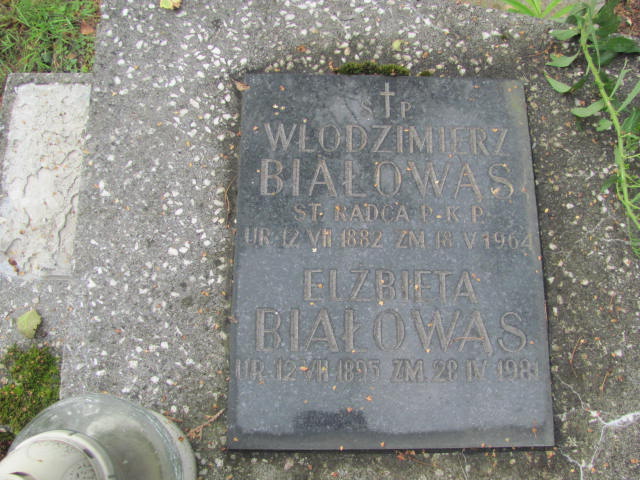 Ś†P
WŁODZIMIERZ
BIAŁOWĄS
ST. RADCA P.K.P.
UR. 12 VII 1882 ZM. 18 V 1964
ELŻBIETA
BIAŁOWĄS
UR. 12 VII 1895 ZM. 28 IV 1981